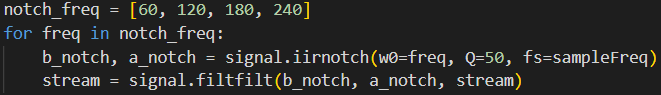 notch_freq = [60, 120, 180, 240]
for freq in notch_freq:
    b_notch, a_notch = signal.iirnotch(w0=freq, Q=50, fs=sampleFreq)
    stream = signal.filtfilt(b_notch, a_notch, stream)